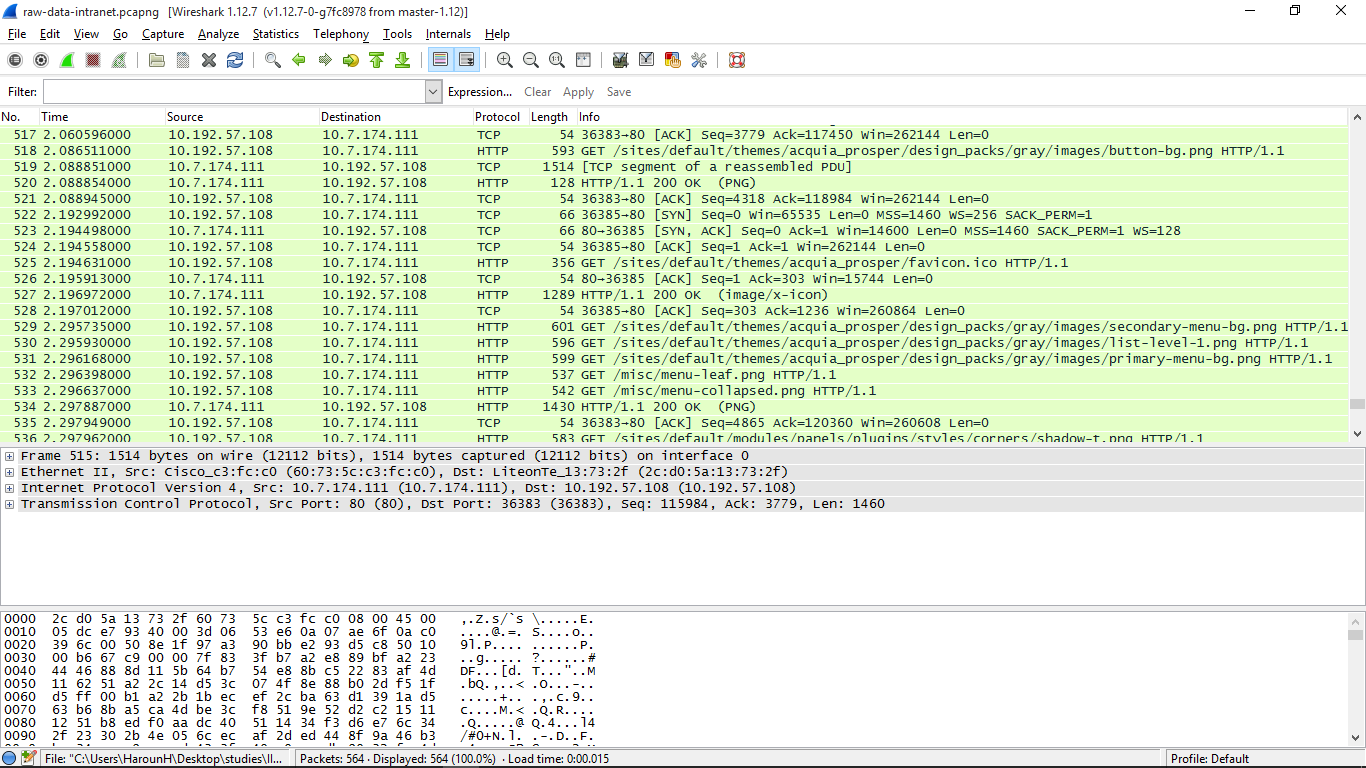 raw-data-intranet.pcapng [Wireshark 1.12.7 (v1.12.7-0-g7fc8978 from master-1.12)]
File Edit View Go Capture Analyze Statistics Telephony Tools Internals Help
Filter: Expression... Clear Apply Save
No. Time Source Destination Protocol Length Info
517 2.060596000 10.192.57.108 10.7.174.111 TCP 54 36383→80 [ACK] Seq=3779 Ack=117450 Win=262144 Len=0
518 2.086511000 10.192.57.108 10.7.174.111 HTTP 593 GET /sites/default/themes/acquia_prosper/design_packs/gray/images/button-bg.png HTTP/1.1
519 2.088851000 10.7.174.111 10.192.57.108 TCP 1514 [TCP segment of a reassembled PDU]
520 2.088854000 10.7.174.111 10.192.57.108 HTTP 128 HTTP/1.1 200 OK (PNG)
521 2.088945000 10.192.57.108 10.7.174.111 TCP 54 36383→80 [ACK] Seq=4318 Ack=118984 Win=262144 Len=0
522 2.192992000 10.192.57.108 10.7.174.111 TCP 66 36385→80 [SYN] Seq=0 Win=65535 Len=0 MSS=1460 WS=256 SACK_PERM=1
523 2.194498000 10.7.174.111 10.192.57.108 TCP 66 80→36385 [SYN, ACK] Seq=0 Ack=1 Win=14600 Len=0 MSS=1460 SACK_PERM=1 WS=128
524 2.194558000 10.192.57.108 10.7.174.111 TCP 54 36385→80 [ACK] Seq=1 Ack=1 Win=262144 Len=0
525 2.194631000 10.192.57.108 10.7.174.111 HTTP 356 GET /sites/default/themes/acquia_prosper/favicon.ico HTTP/1.1
526 2.195913000 10.7.174.111 10.192.57.108 TCP 54 80→36385 [ACK] Seq=1 Ack=303 Win=15744 Len=0
527 2.196972000 10.7.174.111 10.192.57.108 HTTP 1289 HTTP/1.1 200 OK (image/x-icon)
528 2.197012000 10.192.57.108 10.7.174.111 TCP 54 36385→80 [ACK] Seq=303 Ack=1236 Win=260864 Len=0
529 2.295735000 10.192.57.108 10.7.174.111 HTTP 601 GET /sites/default/themes/acquia_prosper/design_packs/gray/images/secondary-menu-bg.png HTTP/1.1
530 2.295930000 10.192.57.108 10.7.174.111 HTTP 596 GET /sites/default/themes/acquia_prosper/design_packs/gray/images/list-level-1.png HTTP/1.1
531 2.296168000 10.192.57.108 10.7.174.111 HTTP 599 GET /sites/default/themes/acquia_prosper/design_packs/gray/images/primary-menu-bg.png HTTP/1.1
532 2.296398000 10.192.57.108 10.7.174.111 HTTP 537 GET /misc/menu-leaf.png HTTP/1.1
533 2.296637000 10.192.57.108 10.7.174.111 HTTP 542 GET /misc/menu-collapsed.png HTTP/1.1
534 2.297887000 10.7.174.111 10.192.57.108 HTTP 1430 HTTP/1.1 200 OK (PNG)
535 2.297949000 10.192.57.108 10.7.174.111 TCP 54 36383→80 [ACK] Seq=4865 Ack=120360 Win=260608 Len=0
536 2.297962000 10.192.57.108 10.7.174.111 HTTP 583 GET /sites/default/modules/panels/plugins/styles/corners/shadow-t.png HTTP/1.1
Frame 515: 1514 bytes on wire (12112 bits), 1514 bytes captured (12112 bits) on interface 0
Ethernet II, Src: Cisco_c3:fc:c0 (60:73:5c:c3:fc:c0), Dst: LiteonTe_13:73:2f (2c:d0:5a:13:73:2f)
Internet Protocol Version 4, Src: 10.7.174.111 (10.7.174.111), Dst: 10.192.57.108 (10.192.57.108)
Transmission Control Protocol, Src Port: 80 (80), Dst Port: 36383 (36383), Seq: 115984, Ack: 3779, Len: 1460
0000 2c d0 5a 13 73 2f 60 73 5c c3 fc c0 08 00 45 00 ,.Z.s/`s \.....E.
0010 05 dc e7 93 40 00 3d 06 53 e6 0a 07 ae 6f 0a c0 ....@.=. S....o..
0020 39 6c 00 50 8e 1f 97 a3 90 bb e2 93 d5 c8 50 10 9l.P.... ......P.
0030 00 b6 67 c9 00 00 7f 83 3f b7 a2 e8 89 bf a2 23 ..g..... ?......#
0040 44 46 88 8d 11 5b 64 b7 54 e8 8b c5 22 83 af 4d DF...[d. T..."..M
0050 11 62 51 a2 2c 14 d5 3c 07 4f 8e 88 b0 2d f5 1f .bQ.,..< .O...-..
0060 d5 ff 00 b1 a2 2b 1b ec ef 2c ba 63 d1 39 1a d5 .....+.. .,.c.9..
0070 63 b6 8b a5 ca 4d be 3c f8 51 9e 52 d2 c2 15 11 c....M.< .Q.R....
0080 12 51 b8 ed f0 aa dc 40 51 14 34 f3 d6 e7 6c 34 .Q.....@ Q.4...l4
0090 2f 23 30 2b 4e 05 6c ec af 2d ed 44 8f 9a 46 b3 /#0+N.l. .-.D..F.
File: "C:\Users\HarounH\Desktop\studies\II... Packets: 564 · Displayed: 564 (100.0%) · Load time: 0:00.015 Profile: Default